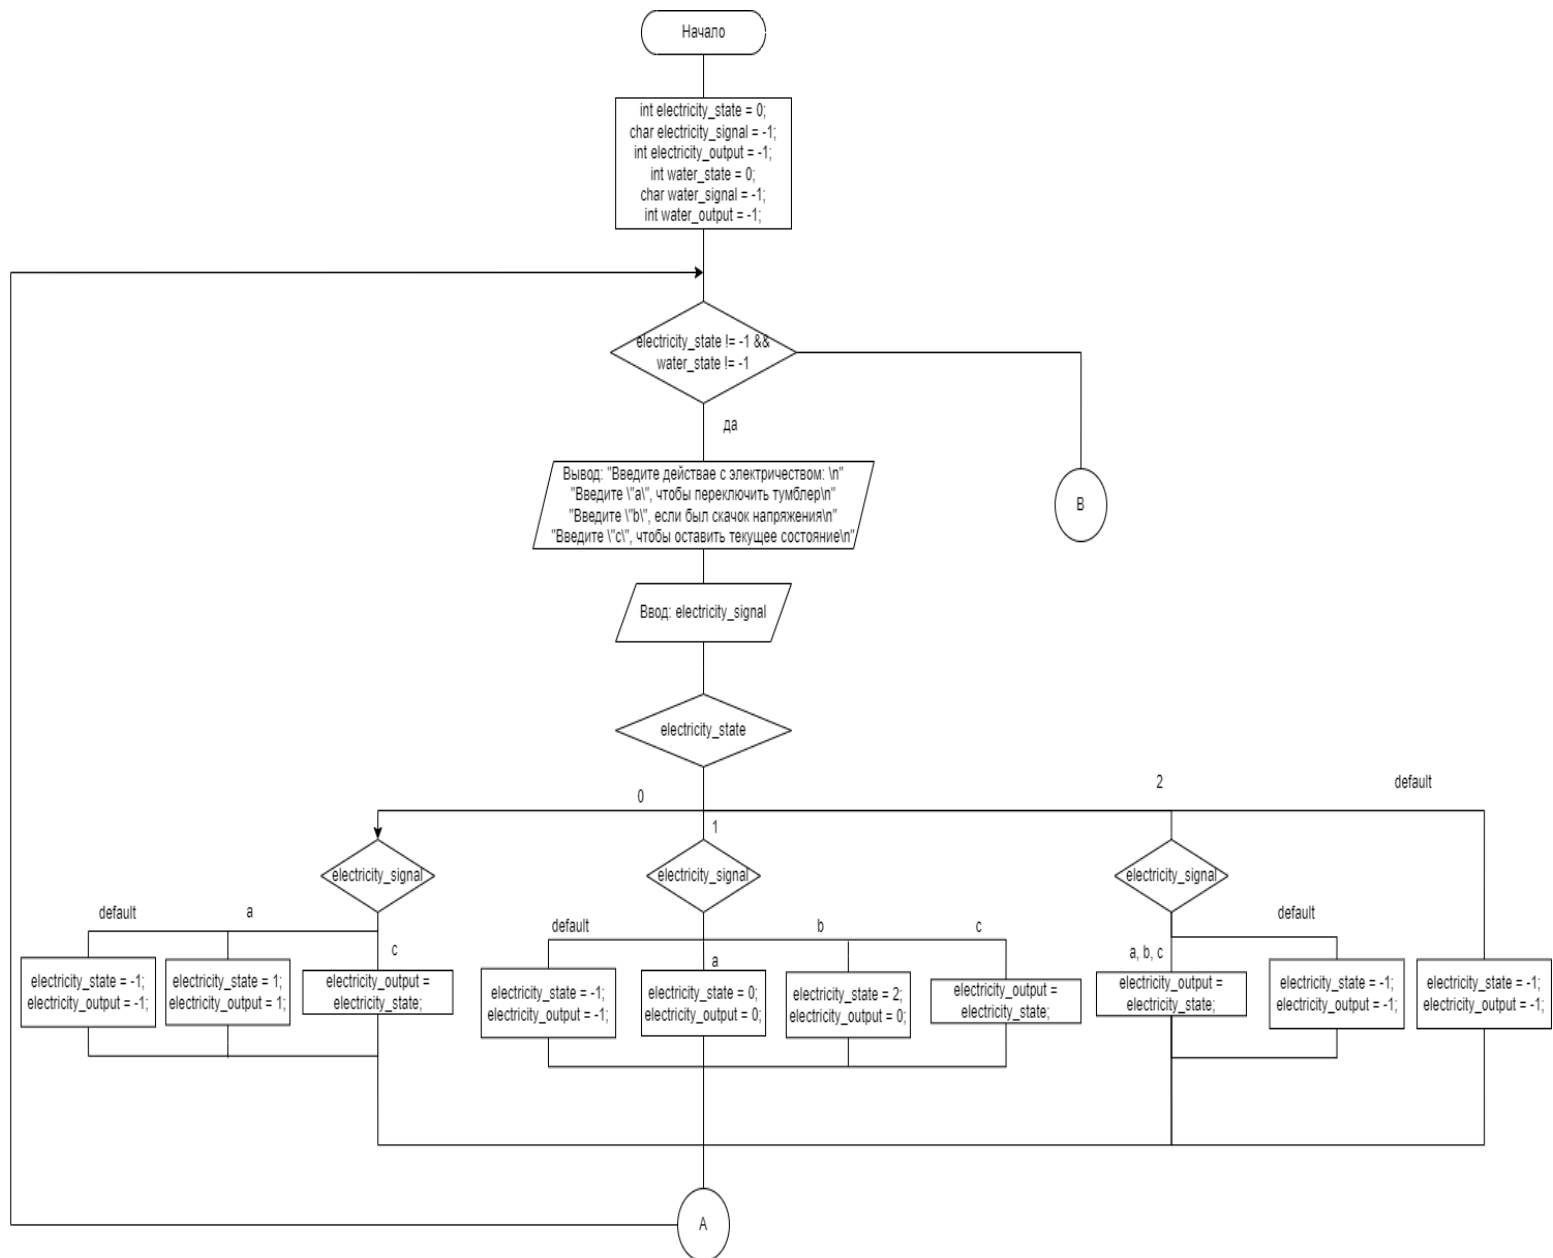 Начало
int electricity_state = 0;
char electricity_signal = -1;
int electricity_output = -1;
int water_state = 0;
char water_signal = -1;
int water_output = -1;
electricity_state != -1 &&
water_state != -1
да
Вывод: "Введите действае с электричеством: \n"
"Введите \"a\", чтобы переключить тумблер\n"
"Введите \"b\", если был скачок напряжения\n"
"Введите \"c\", чтобы оставить текущее состояние\n"
B
Ввод: electricity_signal
electricity_state
0
1
2
default
electricity_signal
electricity_signal
electricity_signal
default
a
c
default
a
b
c
a, b, c
default
electricity_state = -1;
electricity_output = -1;
electricity_state = 1;
electricity_output = 1;
electricity_output =
electricity_state;
electricity_state = -1;
electricity_output = -1;
electricity_state = 0;
electricity_output = 0;
electricity_state = 2;
electricity_output = 0;
electricity_output =
electricity_state;
electricity_output =
electricity_state;
electricity_state = -1;
electricity_output = -1;
electricity_state = -1;
electricity_output = -1;
A